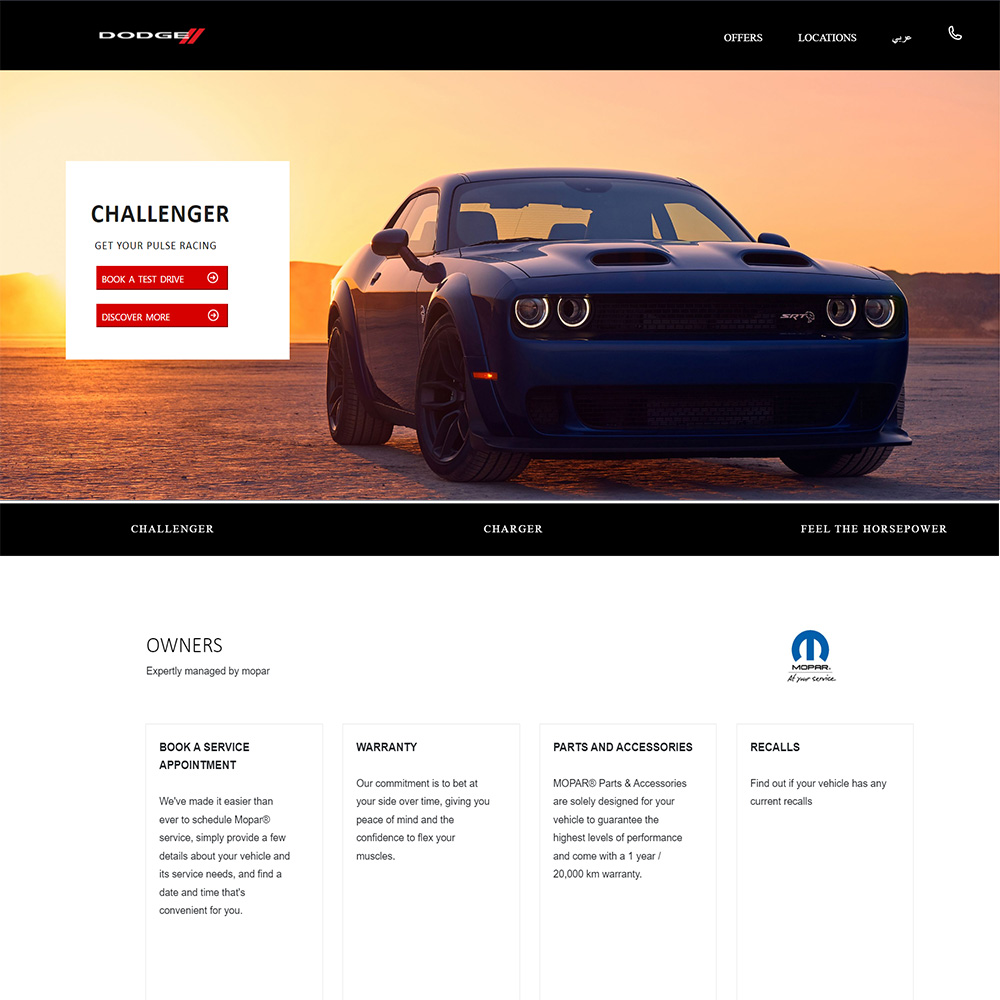 DODGE
OFFERS
LOCATIONS
عربي
CHALLENGER
GET YOUR PULSE RACING
BOOK A TEST DRIVE
DISCOVER MORE
SRT
CHALLENGER
CHARGER
FEEL THE HORSEPOWER
OWNERS
Expertly managed by mopar
MOPAR®
At your service
BOOK A SERVICE
APPOINTMENT
We've made it easier than
ever to schedule Mopar®
service, simply provide a few
details about your vehicle and
its service needs, and find a
date and time that's
convenient for you.
WARRANTY
Our commitment is to bet at
your side over time, giving you
peace of mind and the
confidence to flex your
muscles.
PARTS AND ACCESSORIES
MOPAR® Parts & Accessories
are solely designed for your
vehicle to guarantee the
highest levels of performance
and come with a 1 year /
20,000 km warranty.
RECALLS
Find out if your vehicle has any
current recalls